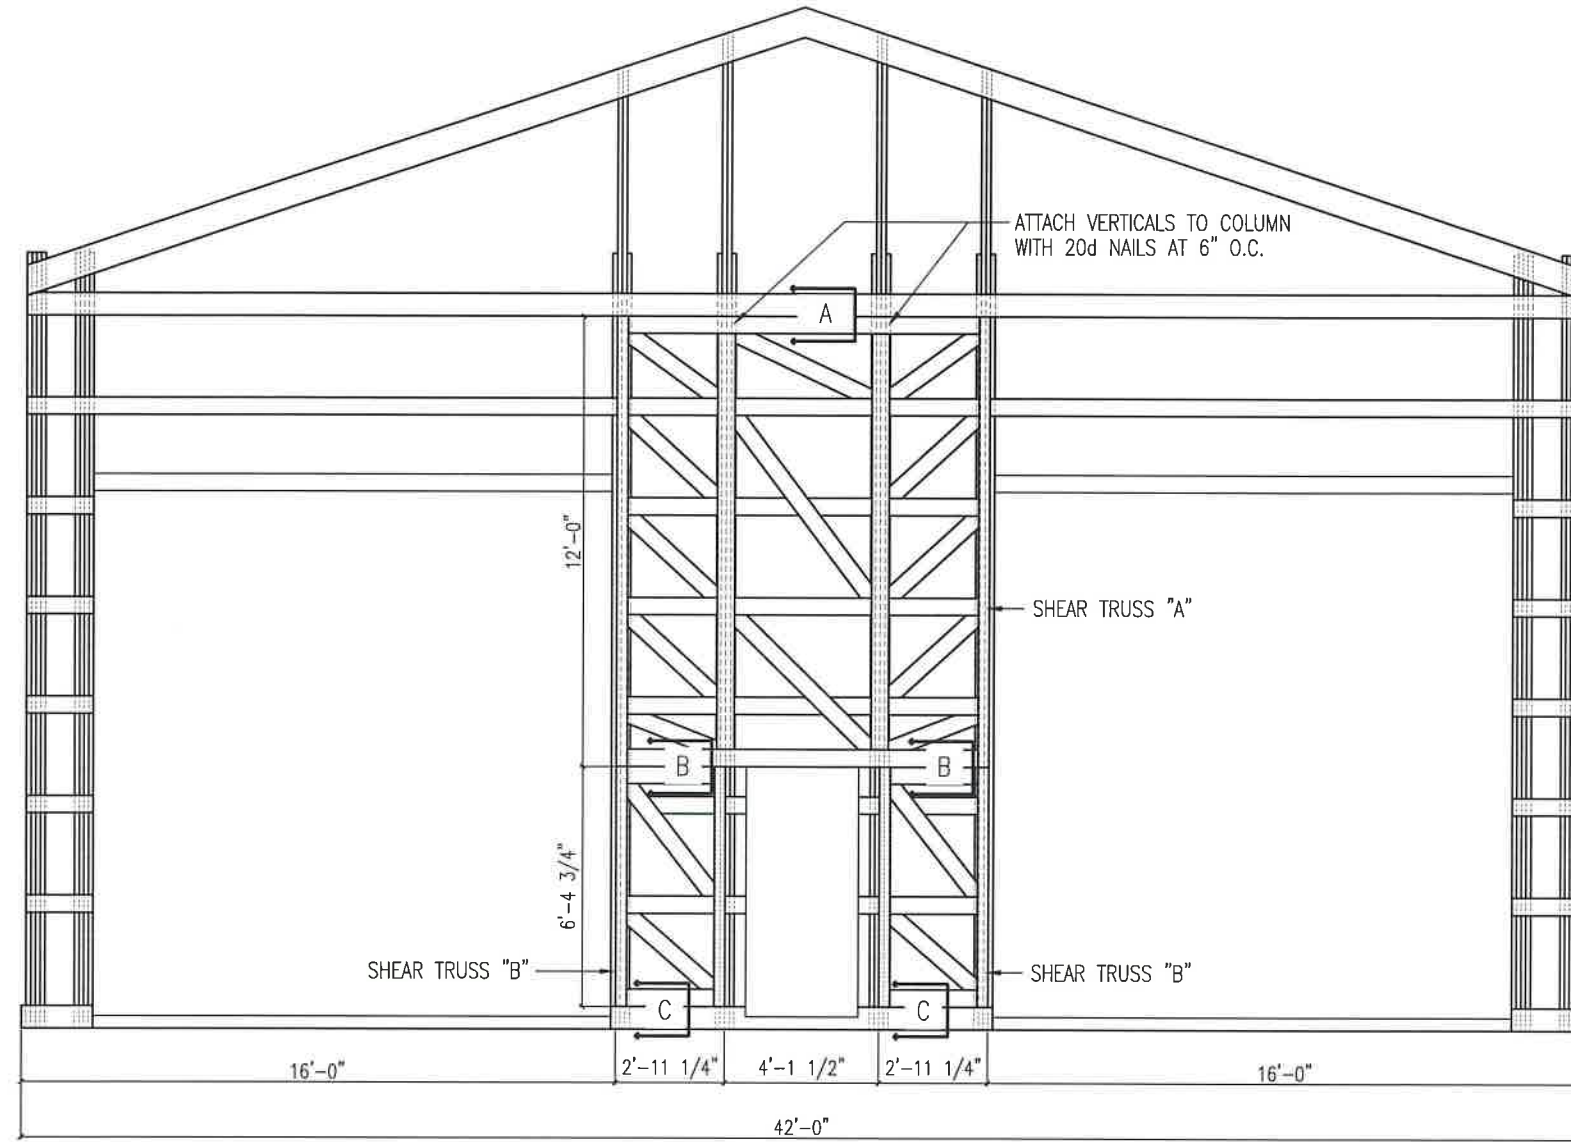 ATTACH VERTICALS TO COLUMN
WITH 20d NAILS AT 6" O.C.
A
12'-0"
SHEAR TRUSS "A"
B
B
6'-4 3/4"
SHEAR TRUSS "B"
SHEAR TRUSS "B"
C
C
16'-0"
2'-11 1/4"
4'-1 1/2"
2'-11 1/4"
16'-0"
42'-0"